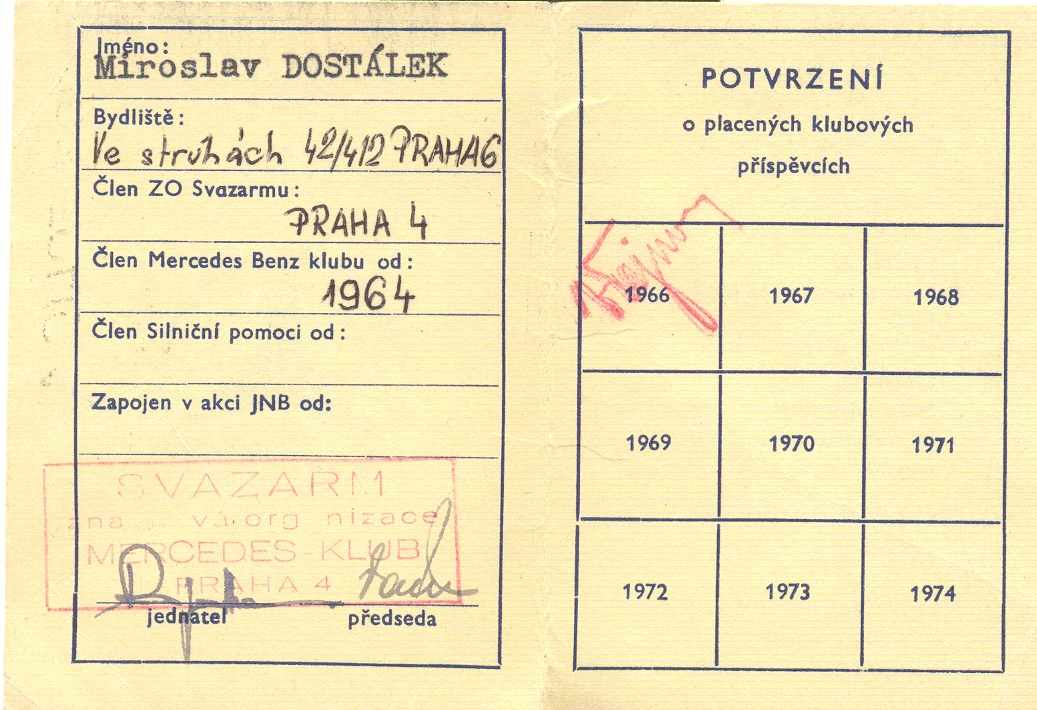 Jméno:
Miroslav DOSTÁLEK
Bydliště:
Ve struhách 42/412 PRAHA 6
Člen ZO Svazarmu:
PRAHA 4
Člen Mercedes Benz klubu od:
1964
Člen Silniční pomoci od:
Zapojen v akci JNB od:
SVAZARM
MERCEDES-KLUB
PRAHA 4
jednatel
předseda
POTVRZENÍ
o placených klubových
příspěvcích
1966 1967 1968
1969 1970 1971
1972 1973 1974